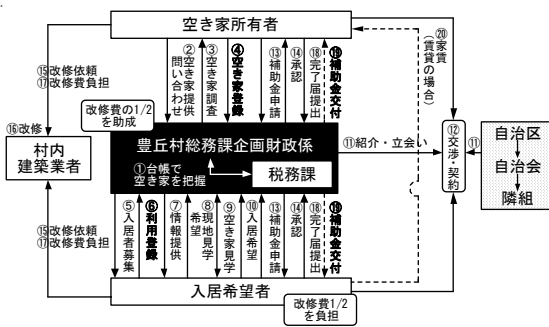 空き家所有者
⑮改修依頼
⑰改修費負担
②空き家提供
問い合わせ
③空き家調査
④空き家登録
⑬補助金申請
⑭承認
⑱完了届提出
⑲補助金交付
⑳家賃
(賃貸の場合)
改修費の1/2
を助成
⑯改修
村内
建築業者
豊丘村総務課企画財政係
①台帳で
空き家を把握
税務課
⑪紹介・立会い
⑫交渉・契約
⑪
自治区
自治会
隣組
⑮改修依頼
⑰改修費負担
⑤入居者募集
⑥利用登録
⑦情報提供
⑧現地見学
希望
⑨空き家見学
⑩入居希望
⑬補助金申請
⑭承認
⑱完了届提出
⑲補助金交付
入居希望者
改修費1/2
を負担